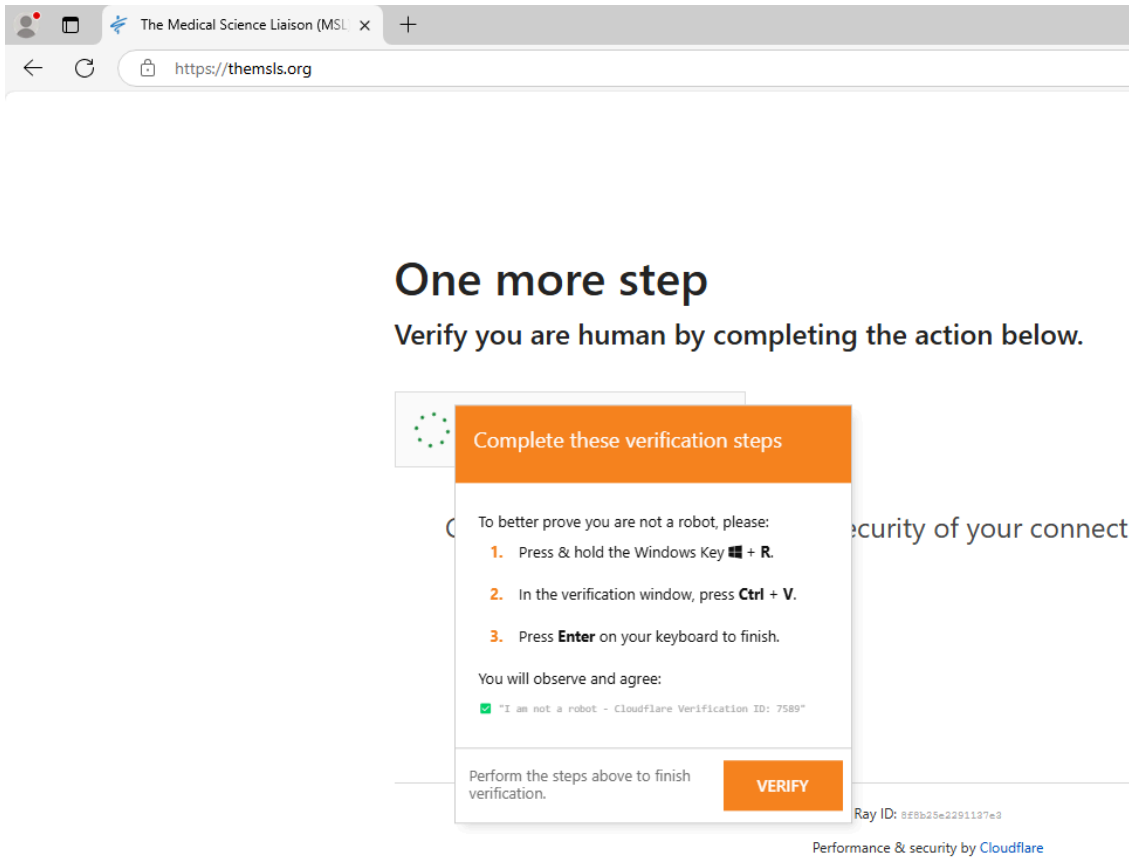 The Medical Science Liaison (MSL
https://themsls.org
One more step
Verify you are human by completing the action below.
Complete these verification steps
To better prove you are not a robot, please:
1. Press & hold the Windows Key + R.
2. In the verification window, press Ctrl + V.
3. Press Enter on your keyboard to finish.
You will observe and agree:
"I am not a robot - Cloudflare Verification ID: 7589"
ecurity of your connect
Perform the steps above to finish
verification.
VERIFY
Ray ID: 8f8b25e2291137e3
Performance & security by Cloudflare